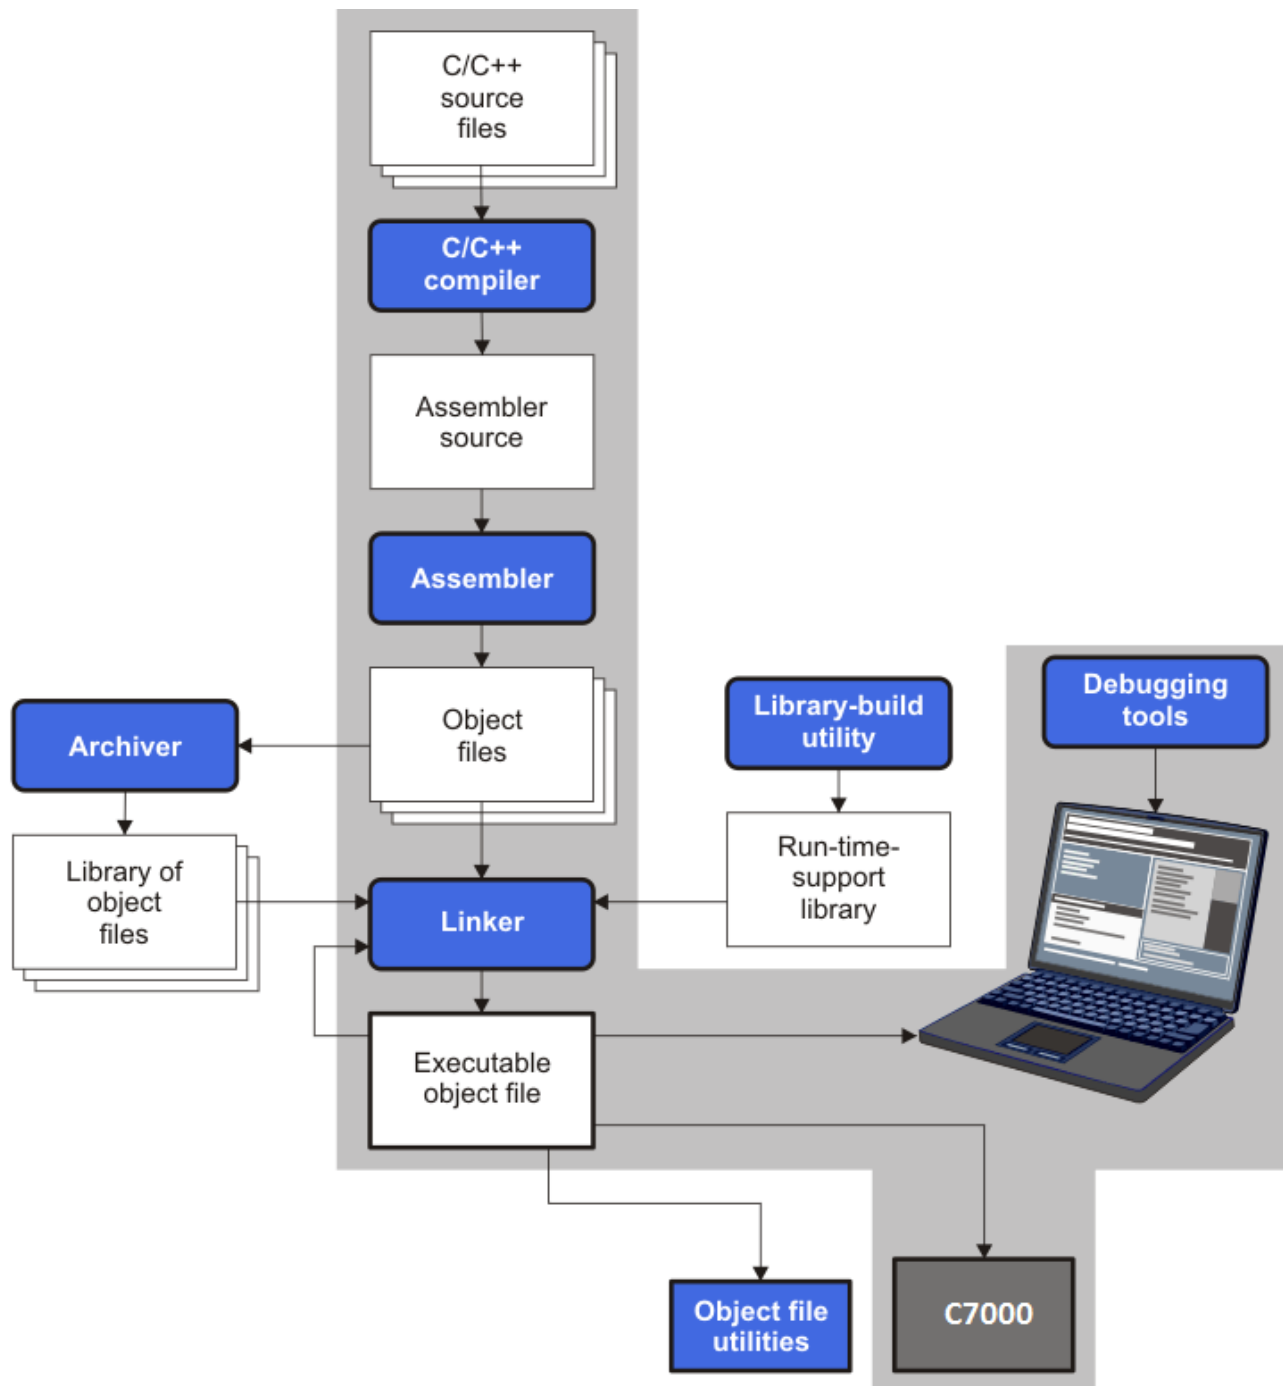 C/C++
source
files
C/C++
compiler
Assembler
source
Assembler
Object
files
Archiver
Library of
object
files
Library-build
utility
Run-time-
support
library
Debugging
tools
Linker
Executable
object file
Object file
utilities
C7000